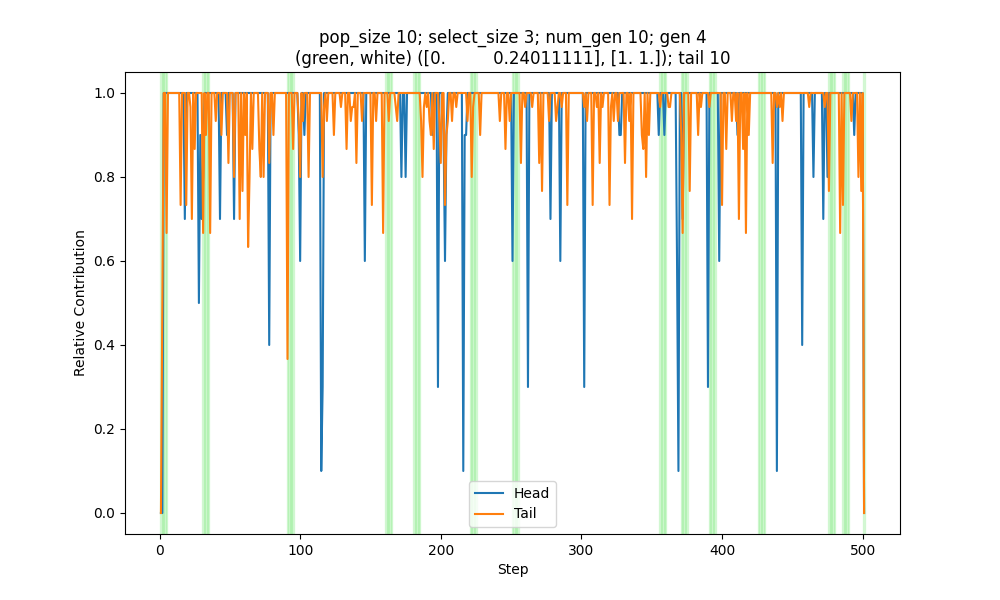 pop_size 10; select_size 3; num_gen 10; gen 4
(green, white) ([0.         0.24011111], [1. 1.]); tail 10
1.0
0.8
0.6
0.4
0.2
0.0
Relative Contribution
Head
Tail
0
100
200
300
400
500
Step